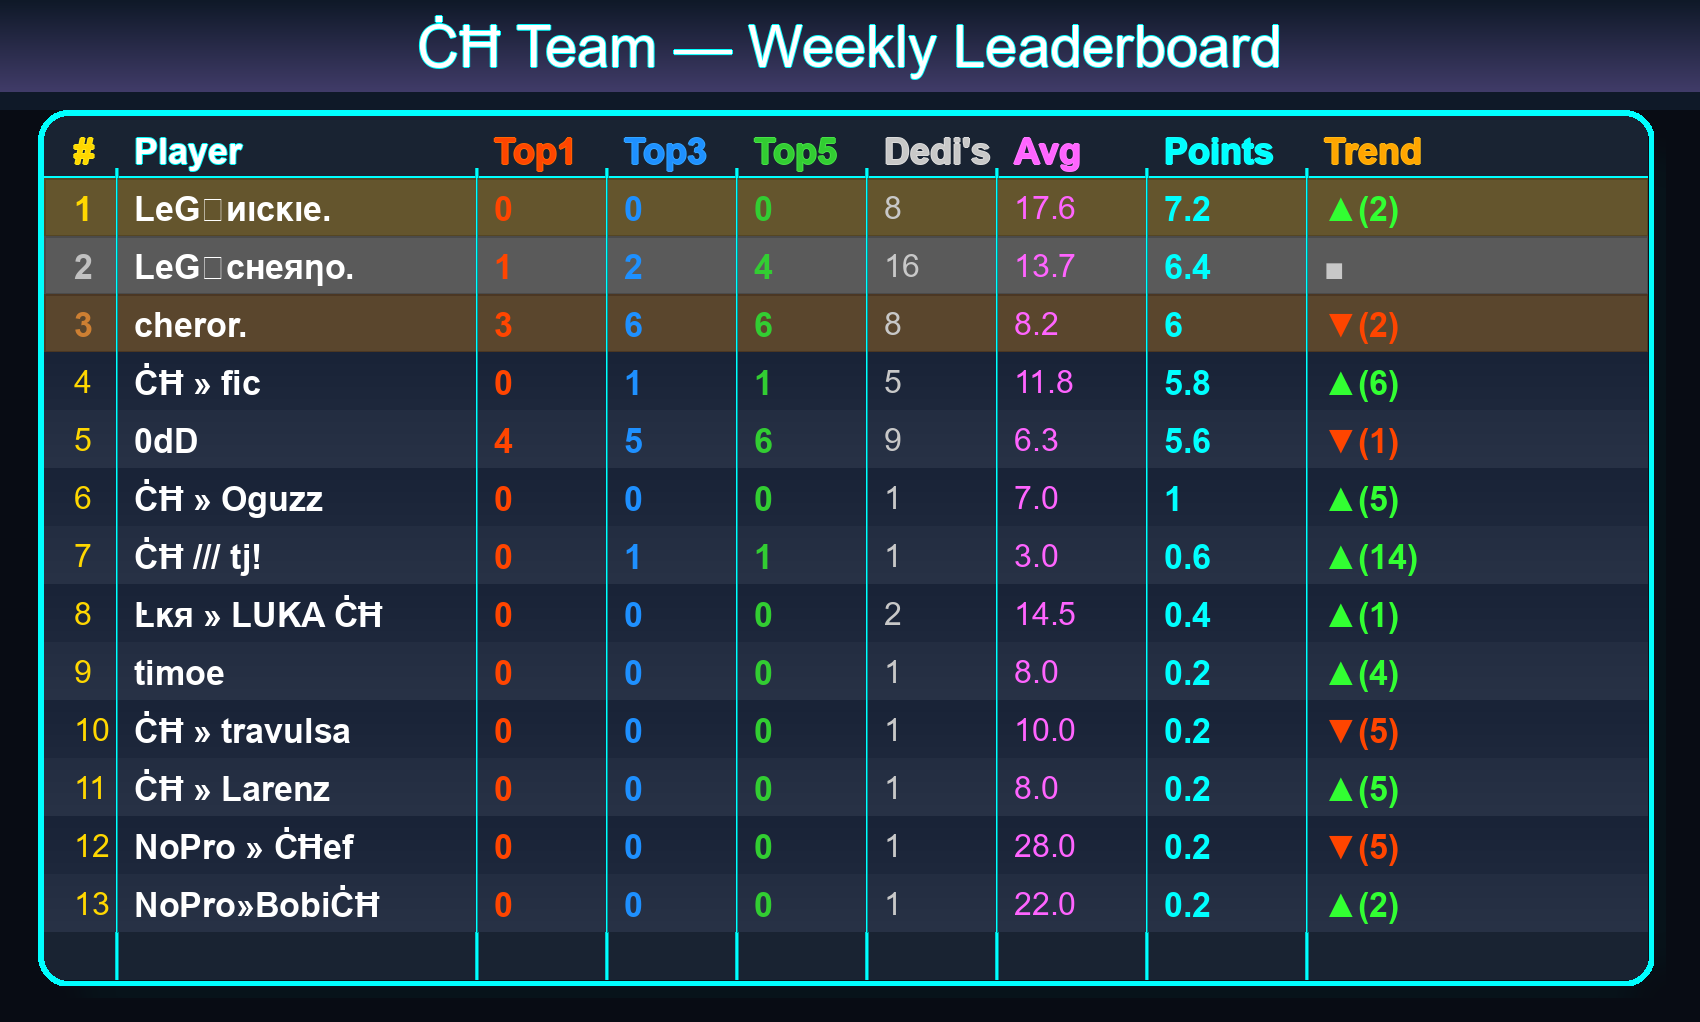 ĊĦ Team — Weekly Leaderboard
# Player Top1 Top3 Top5 Dedi's Avg Points Trend
1 LeG□иιcкιe. 0 0 0 8 17.6 7.2 ▲(2)
2 LeG□cнeяηo. 1 2 4 16 13.7 6.4 ■
3 cheror. 3 6 6 8 8.2 6 ▼(2)
4 ĊĦ » fic 0 1 1 5 11.8 5.8 ▲(6)
5 0dD 4 5 6 9 6.3 5.6 ▼(1)
6 ĊĦ » Oguzz 0 0 0 1 7.0 1 ▲(5)
7 ĊĦ /// tj! 0 1 1 1 3.0 0.6 ▲(14)
8 Łкя » LUKA ĊĦ 0 0 0 2 14.5 0.4 ▲(1)
9 timoe 0 0 0 1 8.0 0.2 ▲(4)
10 ĊĦ » travulsa 0 0 0 1 10.0 0.2 ▼(5)
11 ĊĦ » Larenz 0 0 0 1 8.0 0.2 ▲(5)
12 NoPro » ĊĦef 0 0 0 1 28.0 0.2 ▼(5)
13 NoPro»BobiĊĦ 0 0 0 1 22.0 0.2 ▲(2)